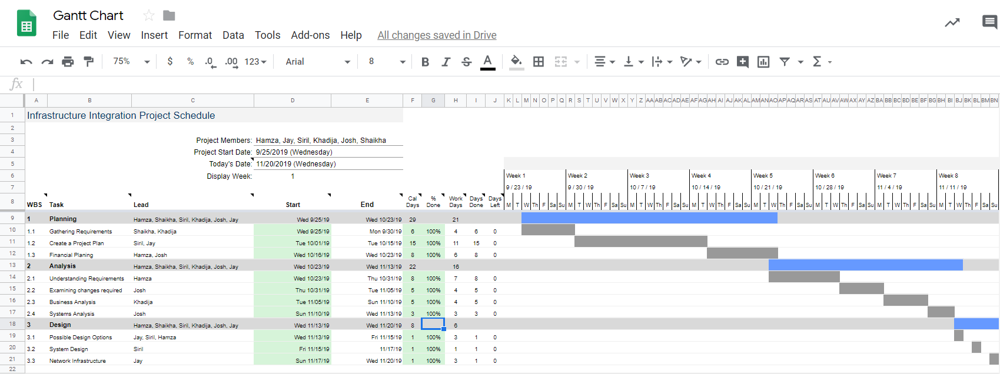 Gantt Chart
File Edit View Insert Format Data Tools Add-ons Help All changes saved in Drive
75% $ % .0 .00 123 Arial 8 B I S A Σ
fx
A B C D E F G H I J K L M N O P Q R S T U V W X Y Z AA AB AC AD AE AF AG AH AI AJ AK AL AM AN AO AP AQ AR AS AT AU AV AW AX AY AZ BA BB BC BD BE BF BG BH BI BJ BK BL BM BN
1 Infrastructure Integration Project Schedule
2
3 Project Members: Hamza, Jay, Siril, Khadija, Josh, Shaikha
4 Project Start Date: 9/25/2019 (Wednesday)
5 Today's Date: 11/20/2019 (Wednesday)
6 Display Week: 1 Week 1 Week 2 Week 3 Week 4 Week 5 Week 6 Week 7 Week 8
7 9 / 23 / 19 9 / 30 / 19 10 / 7 / 19 10 / 14 / 19 10 / 21 / 19 10 / 28 / 19 11 / 4 / 19 11 / 11 / 19
8 WBS Task Lead Start End Cal Days % Done Work Days Days Done Days Left M T W Th F Sa Su M T W Th F Sa Su M T W Th F Sa Su M T W Th F Sa Su M T W Th F Sa Su M T W Th F Sa Su M T W Th F Sa Su M T W Th F Sa Su
9 1 Planning Hamza, Shaikha, Siril, Khadija, Josh, Jay Wed 9/25/19 Wed 10/23/19 29 21
10 1.1 Gathering Requirements Shaikha, Khadija Wed 9/25/19 Mon 9/30/19 6 100% 4 6 0
11 1.2 Create a Project Plan Siril, Jay Tue 10/01/19 Tue 10/15/19 15 100% 11 15 0
12 1.3 Financial Planing Hamza, Josh Wed 10/16/19 Wed 10/23/19 8 100% 6 8 0
13 2 Analysis Hamza, Shaikha, Siril, Khadija, Josh, Jay Wed 10/23/19 Wed 11/13/19 22 16
14 2.1 Understanding Requirements Hamza Wed 10/23/19 Thu 10/31/19 8 100% 7 8 0
15 2.2 Examining changes required Josh Thu 10/31/19 Tue 11/05/19 5 100% 4 5 0
16 2.3 Business Analysis Khadija Tue 11/05/19 Sun 11/10/19 5 100% 4 5 0
17 2.4 Systems Analysis Josh Sun 11/10/19 Wed 11/13/19 3 100% 3 3 0
18 3 Design Hamza, Shaikha, Siril, Khadija, Josh, Jay Wed 11/13/19 Wed 11/20/19 8 6
19 3.1 Possible Design Options Jay, Siril, Hamza Wed 11/13/19 Fri 11/15/19 1 100% 3 1 0
20 3.2 System Design Siril Fri 11/15/19 11/17/19 1 100% 1 1 0
21 3.3 Network Infrastructure Jay Sun 11/17/19 Wed 11/20/19 1 100% 3 1 0
22